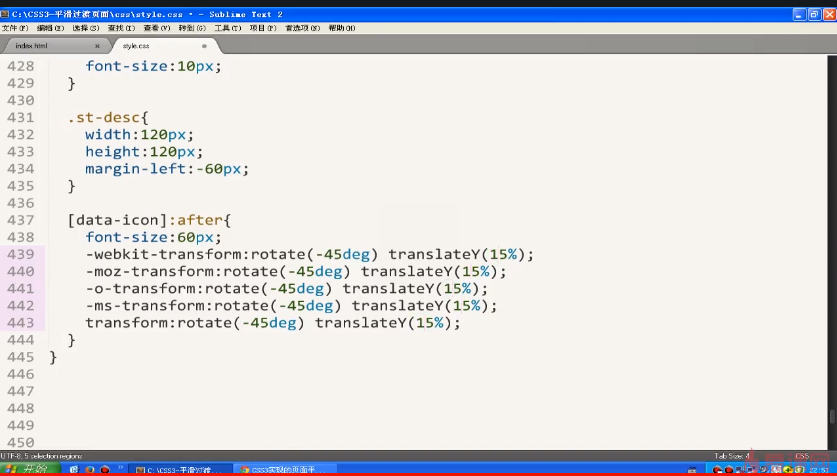 C:\CSS3-平滑过渡页面\css\style.css • - Sublime Text 2
文件(F) 编辑(E) 选择(S) 查找(I) 查看(V) 转到(G) 工具(T) 项目(P) 首选项(N) 帮助(H)
index.html × style.css
428 font-size:10px;
429 }
430
431 .st-desc{
432 width:120px;
433 height:120px;
434 margin-left:-60px;
435 }
436
437 [data-icon]:after{
438 font-size:60px;
439 -webkit-transform:rotate(-45deg) translateY(15%);
440 -moz-transform:rotate(-45deg) translateY(15%);
441 -o-transform:rotate(-45deg) translateY(15%);
442 -ms-transform:rotate(-45deg) translateY(15%);
443 transform:rotate(-45deg) translateY(15%);
444 }
445 }
446
447
448
449
450
UTF-8, 5 selection regions Tab Size: 4 CSS
开始 C:\CSS3-平滑过渡... CSS3实现的页面平...